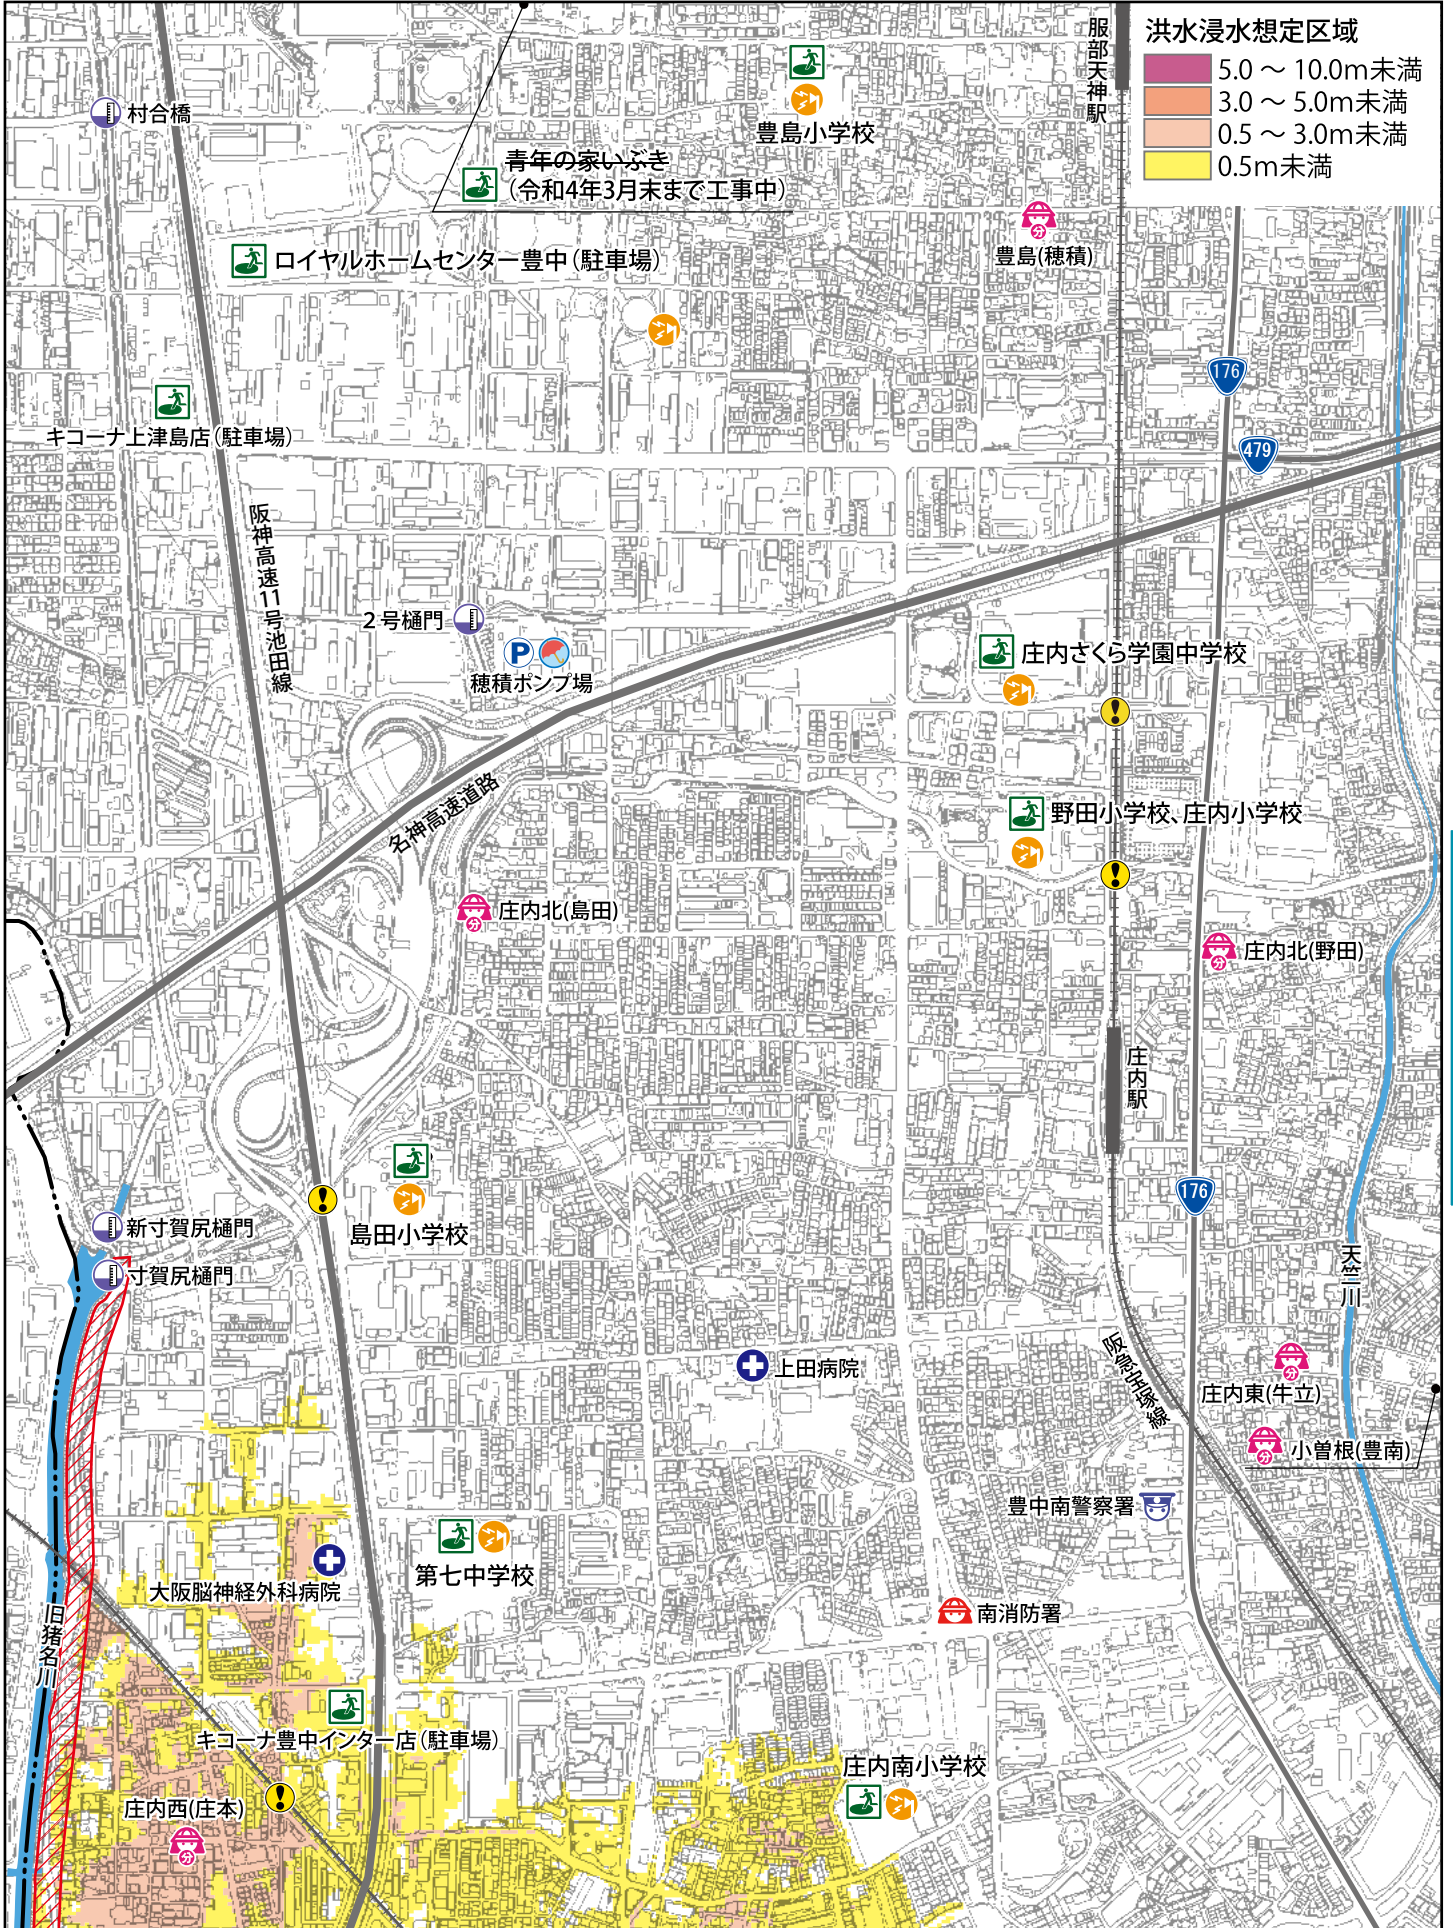 洪水浸水想定区域
5.0 ～ 10.0m未満
3.0 ～ 5.0m未満
0.5 ～ 3.0m未満
0.5m未満
服部天神駅
村合橋
豊島小学校
青年の家いぶき
（令和4年3月末まで工事中）
豊島(穂積)
分
ロイヤルホームセンター豊中（駐車場）
176
キコーナ上津島店（駐車場）
479
阪神高速11号池田線
2号樋門
P
穂積ポンプ場
庄内さくら学園中学校
名神高速道路
野田小学校、庄内小学校
庄内北(島田)
分
庄内北(野田)
分
庄内駅
176
島田小学校
新寸賀尻樋門
寸賀尻樋門
天竺川
阪急宝塚線
上田病院
庄内東(牛立)
分
小曽根(豊南)
分
豊中南警察署
第七中学校
大阪脳神経外科病院
南消防署
旧猪名川
キコーナ豊中インター店（駐車場）
庄内南小学校
庄内西(庄本)
分